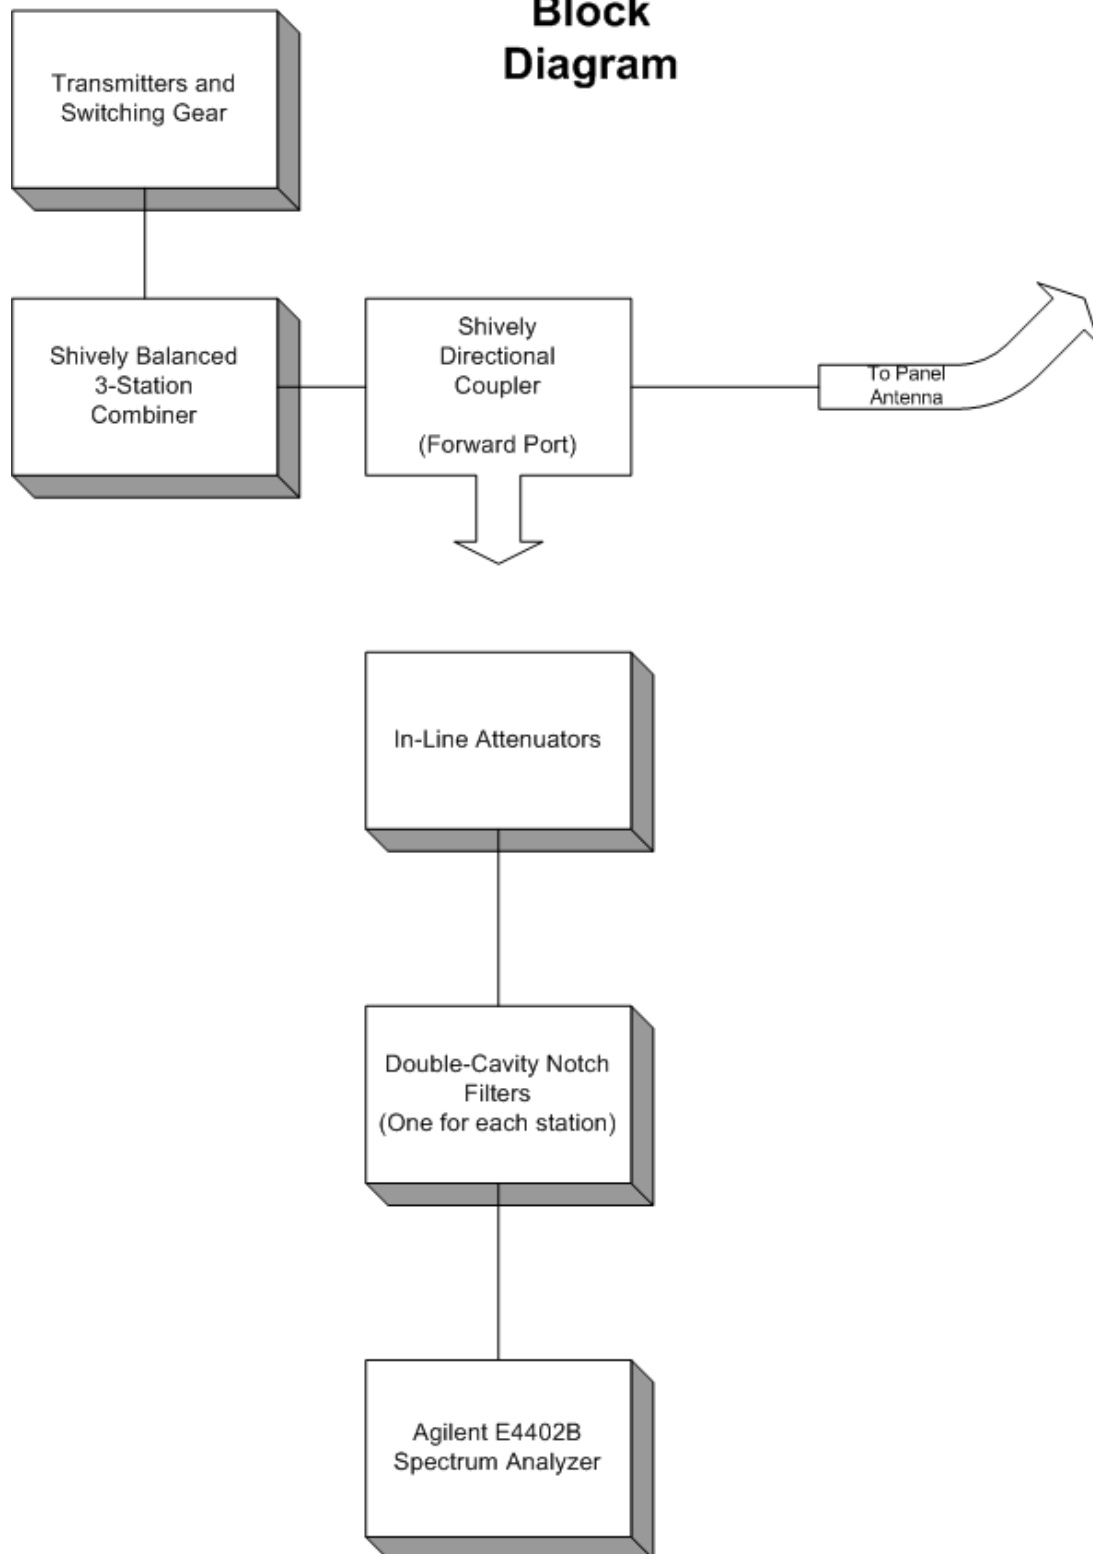 Block
Diagram
Transmitters and
Switching Gear
Shively Balanced
3-Station
Combiner
Shively
Directional
Coupler
(Forward Port)
To Panel
Antenna
In-Line Attenuators
Double-Cavity Notch
Filters
(One for each station)
Agilent E4402B
Spectrum Analyzer